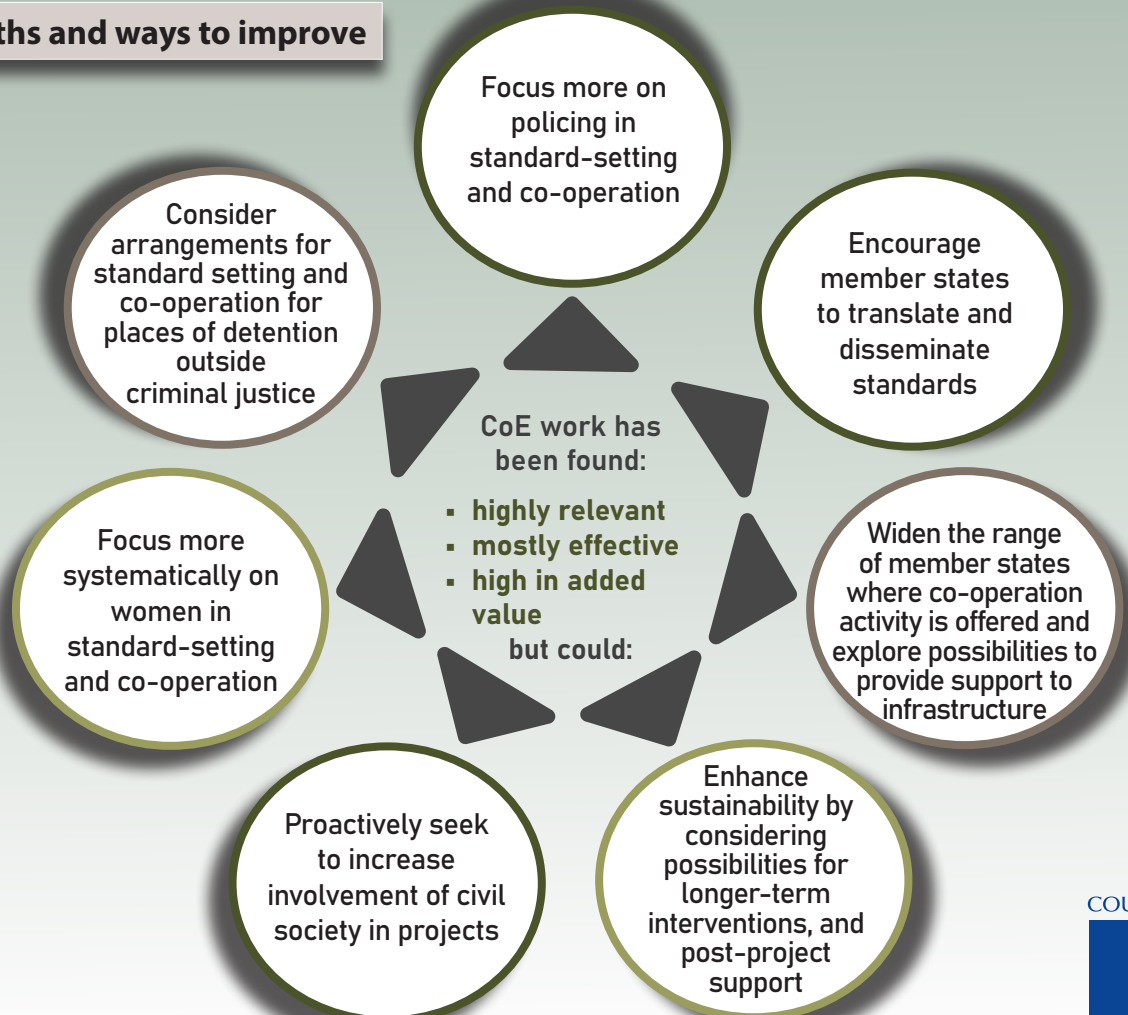 ths and ways to improve
Focus more on
policing in
standard-setting
and co-operation
Encourage
member states
to translate and
disseminate
standards
Widen the range
of member states
where co-operation
activity is offered and
explore possibilities to
provide support to
infrastructure
Enhance
sustainability by
considering
possibilities for
longer-term
interventions, and
post-project
support
Proactively seek
to increase
involvement of civil
society in projects
Focus more
systematically on
women in
standard-setting
and co-operation
Consider
arrangements for
standard setting and
co-operation for
places of detention
outside
criminal justice
CoE work has
been found:
▪ highly relevant
▪ mostly effective
▪ high in added
value
but could:
COU